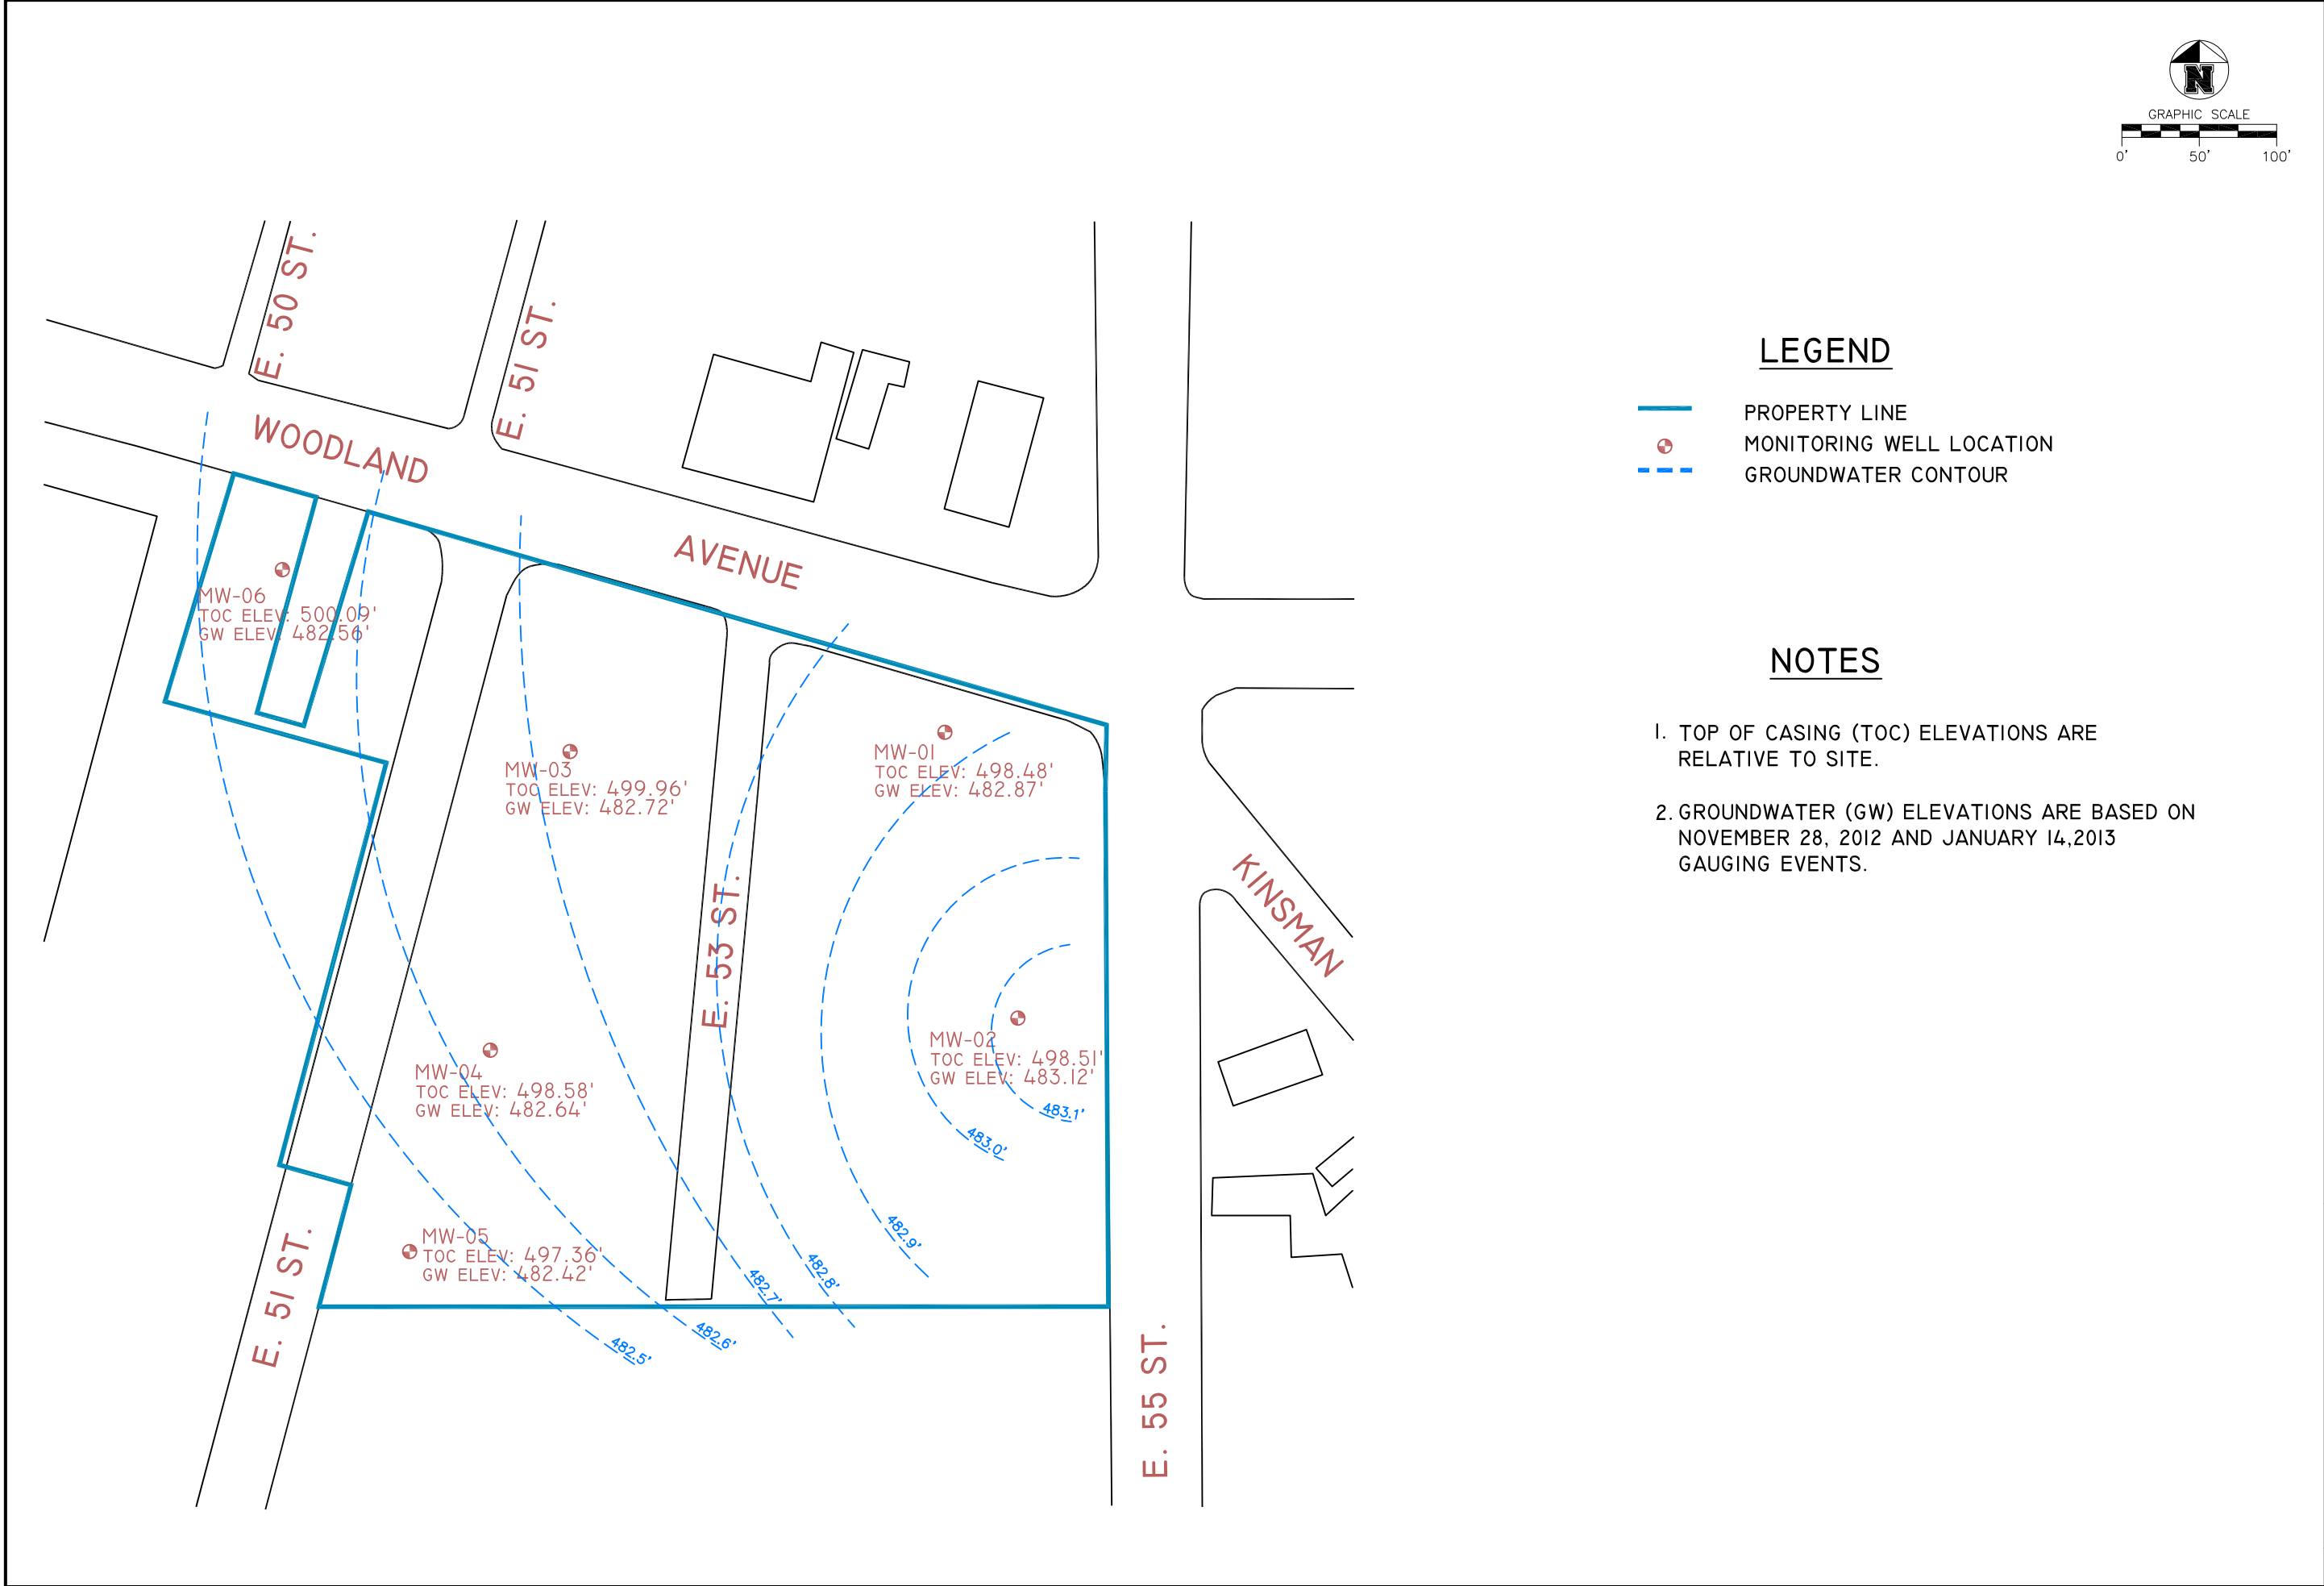 N
GRAPHIC SCALE
0' 50' 100'
E. 50 ST.
E. 51 ST.
WOODLAND
AVENUE
LEGEND
PROPERTY LINE
MONITORING WELL LOCATION
GROUNDWATER CONTOUR
MW-06
TOC ELEV: 500.09'
GW ELEV: 482.56'
MW-03
TOC ELEV: 499.96'
GW ELEV: 482.72'
MW-01
TOC ELEV: 498.48'
GW ELEV: 482.87'
NOTES
1. TOP OF CASING (TOC) ELEVATIONS ARE
RELATIVE TO SITE.
2. GROUNDWATER (GW) ELEVATIONS ARE BASED ON
NOVEMBER 28, 2012 AND JANUARY 14,2013
GAUGING EVENTS.
KINSMAN
E. 53 ST.
MW-02
TOC ELEV: 498.51'
GW ELEV: 483.12'
MW-04
TOC ELEV: 498.58'
GW ELEV: 482.64'
483.1'
483.0'
MW-05
TOC ELEV: 497.36'
GW ELEV: 482.42'
482.9'
482.8'
482.7'
482.6'
482.5'
E. 51 ST.
E. 55 ST.